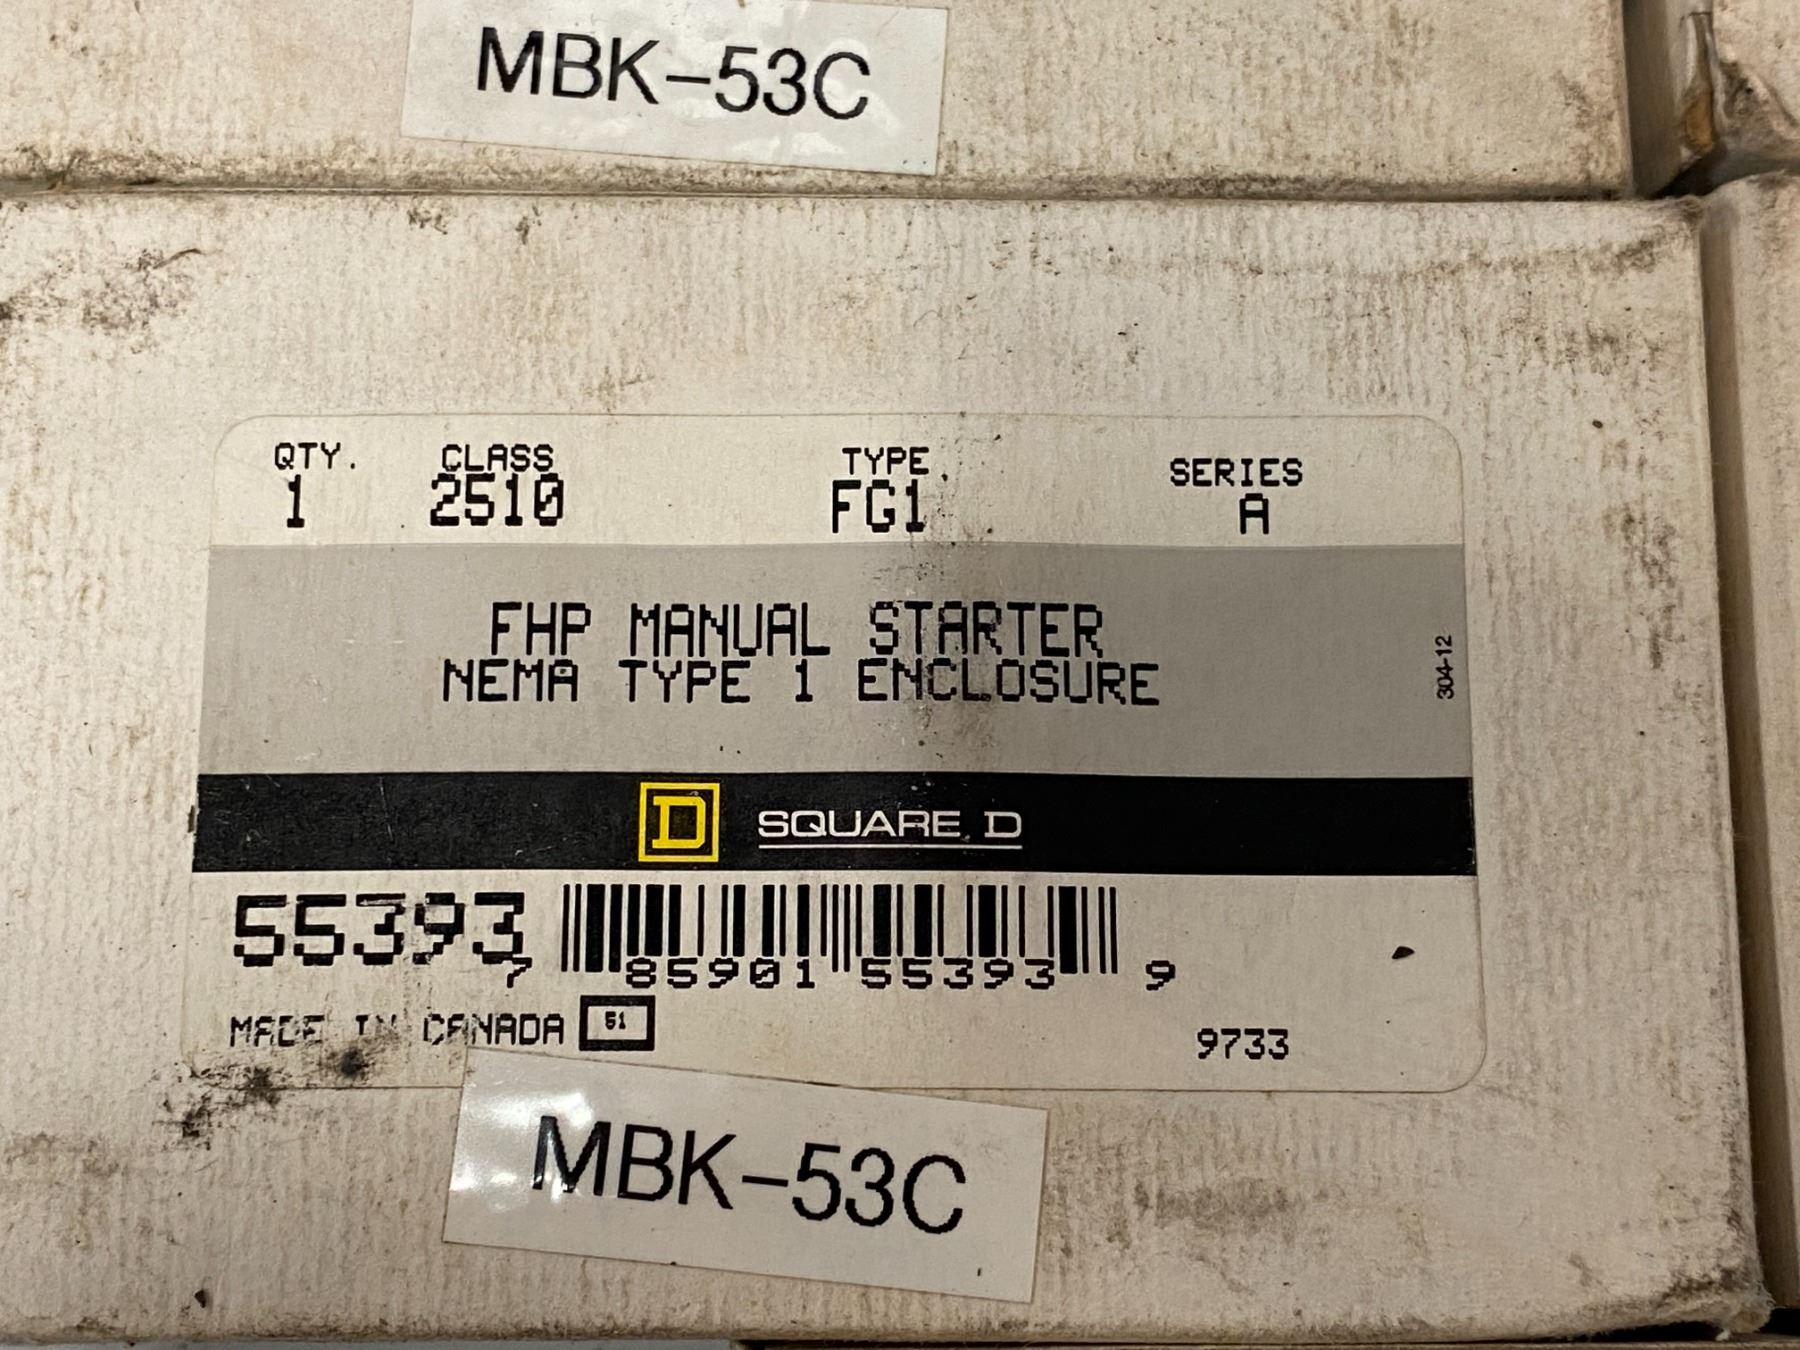 MBK-53C
QTY. CLASS TYPE SERIES
1 2510 FG1 A
FHP MANUAL STARTER
NEMA TYPE 1 ENCLOSURE
304-12
D SQUARE D
55393
7 85901 55393 9
MADE IN CANADA 51 9733
MBK-53C